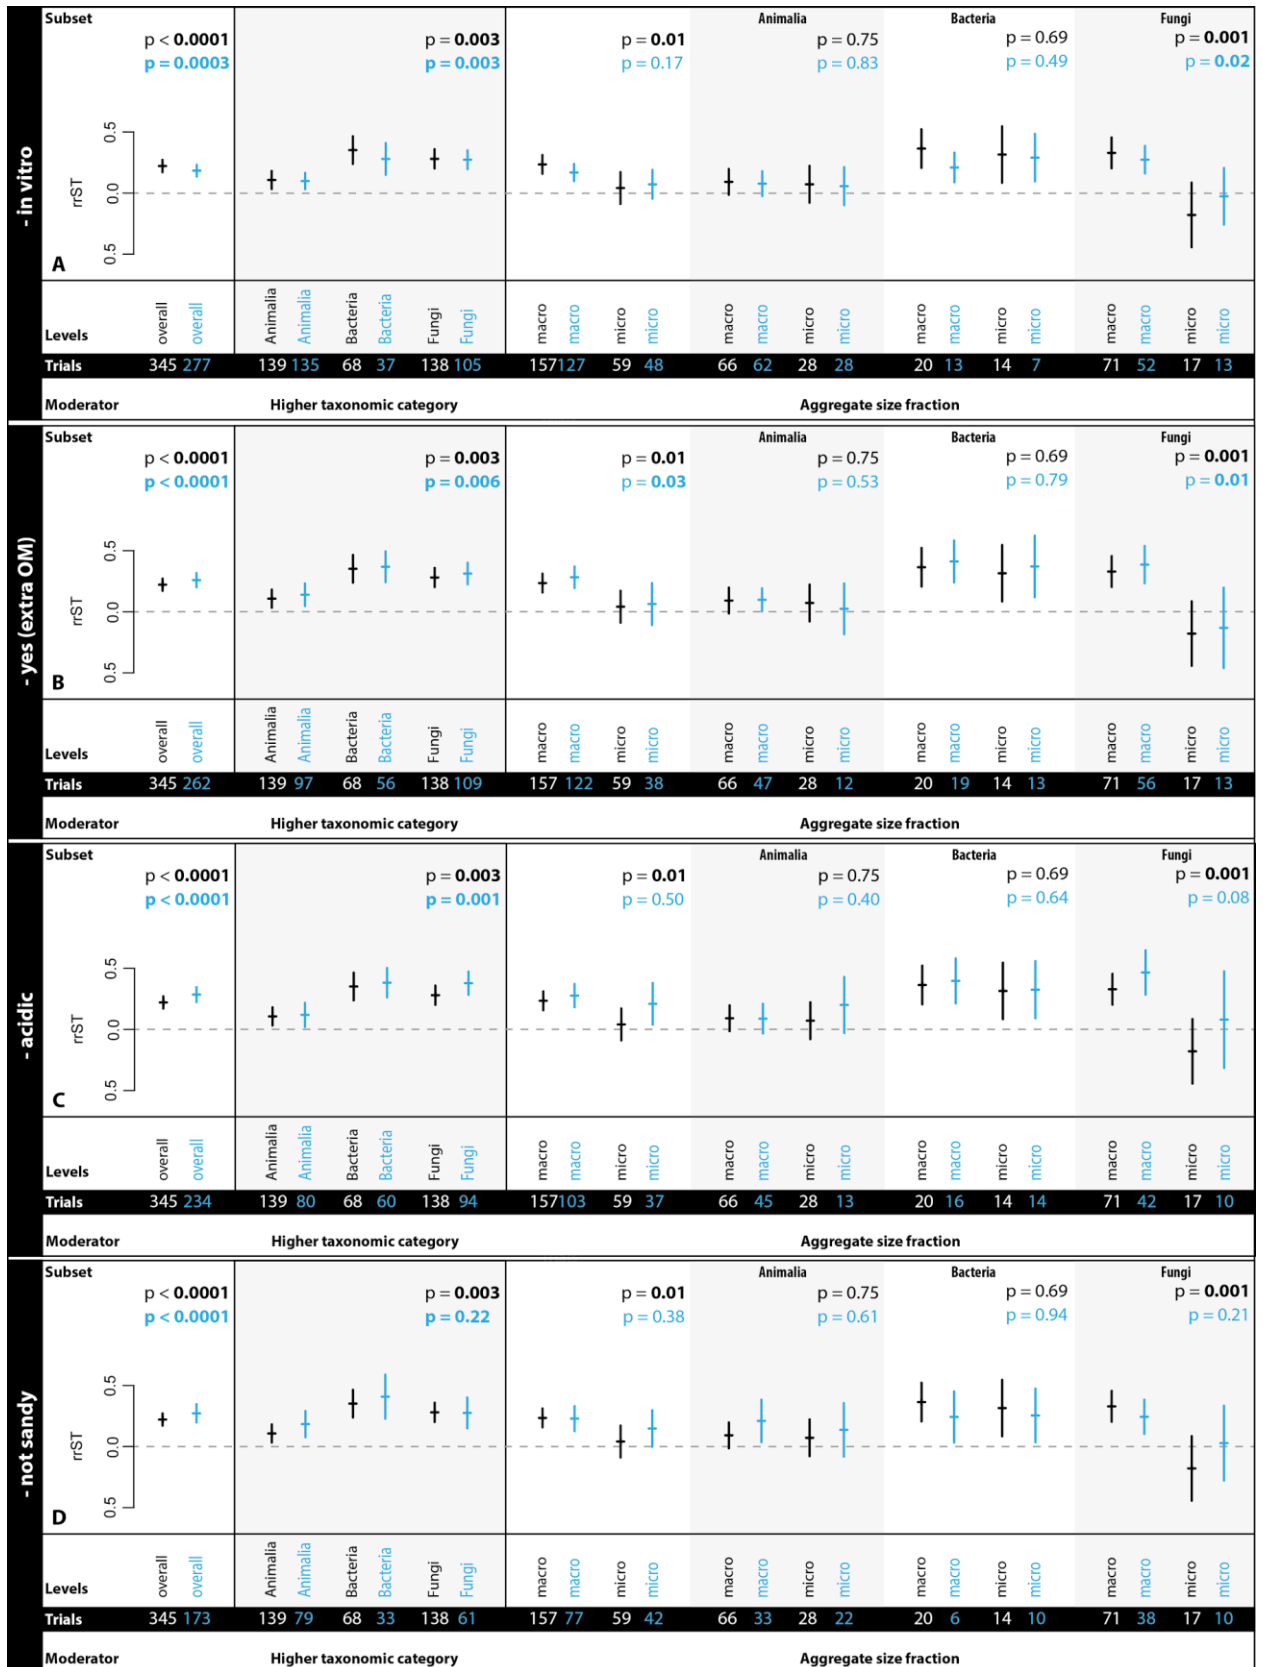 - in vitro
Subset Animalia Bacteria Fungi
p < 0.0001 p = 0.003 p = 0.01 p = 0.75 p = 0.69 p = 0.001
p = 0.0003 p = 0.003 p = 0.17 p = 0.83 p = 0.49 p = 0.02
0.5
rrST 0.0
0.5
A
Levels overall overall Animalia Animalia Bacteria Bacteria Fungi Fungi macro macro micro micro macro macro micro micro macro macro micro micro macro macro micro micro
Trials 345 277 139 135 68 37 138 105 157 127 59 48 66 62 28 28 20 13 14 7 71 52 17 13
Moderator Higher taxonomic category Aggregate size fraction
- yes (extra OM)
Subset Animalia Bacteria Fungi
p < 0.0001 p = 0.003 p = 0.01 p = 0.75 p = 0.69 p = 0.001
p < 0.0001 p = 0.006 p = 0.03 p = 0.53 p = 0.79 p = 0.01
0.5
rrST 0.0
0.5
B
Levels overall overall Animalia Animalia Bacteria Bacteria Fungi Fungi macro macro micro micro macro macro micro micro macro macro micro micro macro macro micro micro
Trials 345 262 139 97 68 56 138 109 157 122 59 38 66 47 28 12 20 19 14 13 71 56 17 13
Moderator Higher taxonomic category Aggregate size fraction
- acidic
Subset Animalia Bacteria Fungi
p < 0.0001 p = 0.003 p = 0.01 p = 0.75 p = 0.69 p = 0.001
p < 0.0001 p = 0.001 p = 0.50 p = 0.40 p = 0.64 p = 0.08
0.5
rrST 0.0
0.5
C
Levels overall overall Animalia Animalia Bacteria Bacteria Fungi Fungi macro macro micro micro macro macro micro micro macro macro micro micro macro macro micro micro
Trials 345 234 139 80 68 60 138 94 157 103 59 37 66 45 28 13 20 16 14 14 71 42 17 10
Moderator Higher taxonomic category Aggregate size fraction
- not sandy
Subset Animalia Bacteria Fungi
p < 0.0001 p = 0.003 p = 0.01 p = 0.75 p = 0.69 p = 0.001
p < 0.0001 p = 0.22 p = 0.38 p = 0.61 p = 0.94 p = 0.21
0.5
rrST 0.0
0.5
D
Levels overall overall Animalia Animalia Bacteria Bacteria Fungi Fungi macro macro micro micro macro macro micro micro macro macro micro micro macro macro micro micro
Trials 345 173 139 79 68 33 138 61 157 77 59 42 66 33 28 22 20 6 14 10 71 38 17 10
Moderator Higher taxonomic category Aggregate size fraction